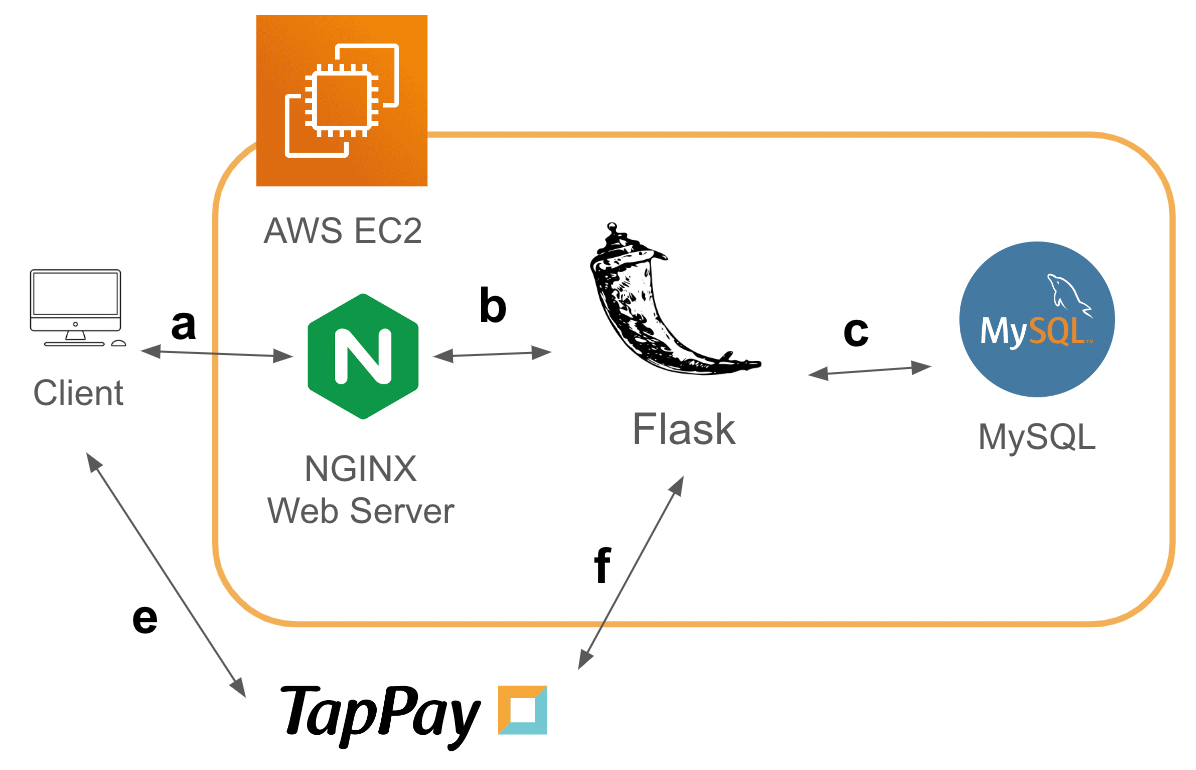 AWS EC2
a
b
c
MySQL
Client
Flask
MySQL
NGINX
Web Server
f
e
TapPay